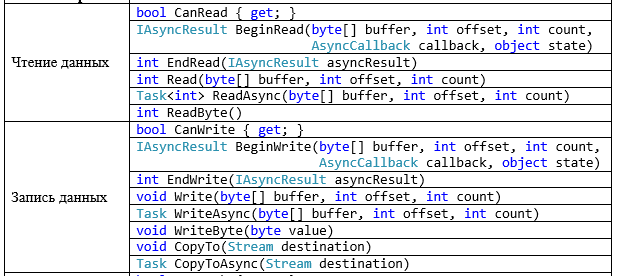 bool CanRead { get; }
IAsyncResult BeginRead(byte[] buffer, int offset, int count,
AsyncCallback callback, object state)
Чтение данных
int EndRead(IAsyncResult asyncResult)
int Read(byte[] buffer, int offset, int count)
Task<int> ReadAsync(byte[] buffer, int offset, int count)
int ReadByte()
bool CanWrite { get; }
IAsyncResult BeginWrite(byte[] buffer, int offset, int count,
AsyncCallback callback, object state)
int EndWrite(IAsyncResult asyncResult)
Запись данных
void Write(byte[] buffer, int offset, int count)
Task WriteAsync(byte[] buffer, int offset, int count)
void WriteByte(byte value)
void CopyTo(Stream destination)
Task CopyToAsync(Stream destination)